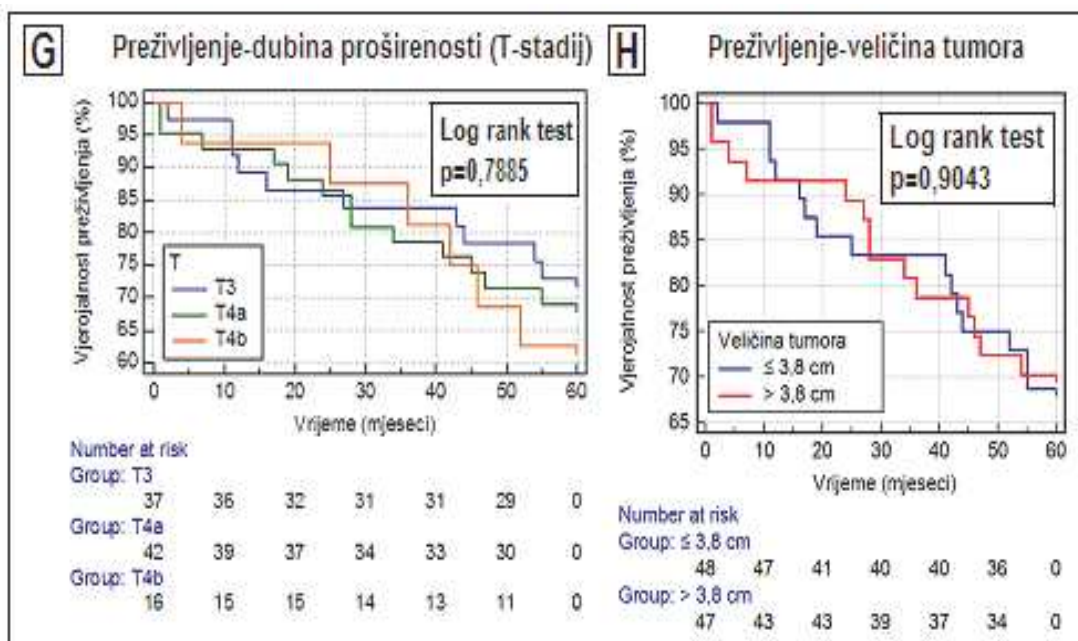 G
Preživljenje-dubina proširenosti (T-stadij)
Vjerojatnost preživljenja (%)
100
95
90
85
80
75
70
65
60
Log rank test
p=0,7885
T
T3
T4a
T4b
0 10 20 30 40 50 60
Vrijeme (mjeseci)
Number at risk
Group: T3
37 36 32 31 31 29 0
Group: T4a
42 39 37 34 33 30 0
Group: T4b
16 15 15 14 13 11 0
H
Preživljenje-veličina tumora
Vjerojatnost preživljenja (%)
100
95
90
85
80
75
70
65
Log rank test
p=0,9043
Veličina tumora
≤ 3,8 cm
> 3,8 cm
0 10 20 30 40 50 60
Vrijeme (mjeseci)
Number at risk
Group: ≤ 3,8 cm
48 47 41 40 40 36 0
Group: > 3,8 cm
47 43 43 39 37 34 0